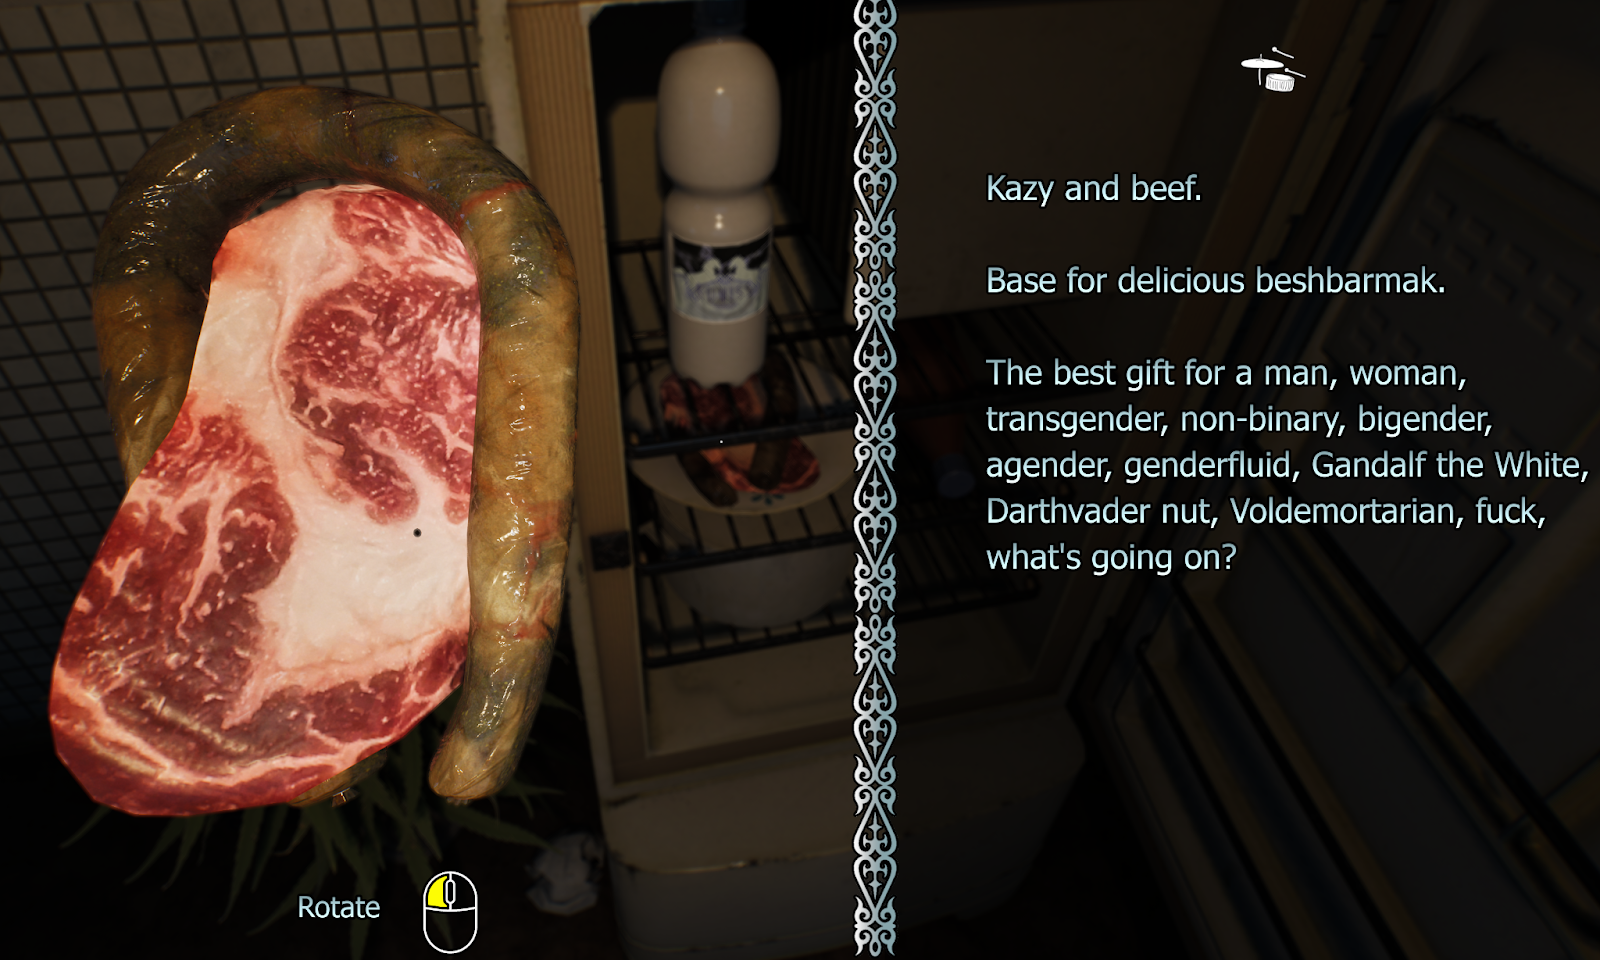 Kazy and beef.
Base for delicious beshbarmak.
The best gift for a man, woman,
transgender, non-binary, bigender,
agender, genderfluid, Gandalf the White,
Darthvader nut, Voldemortarian, fuck,
what's going on?
Rotate